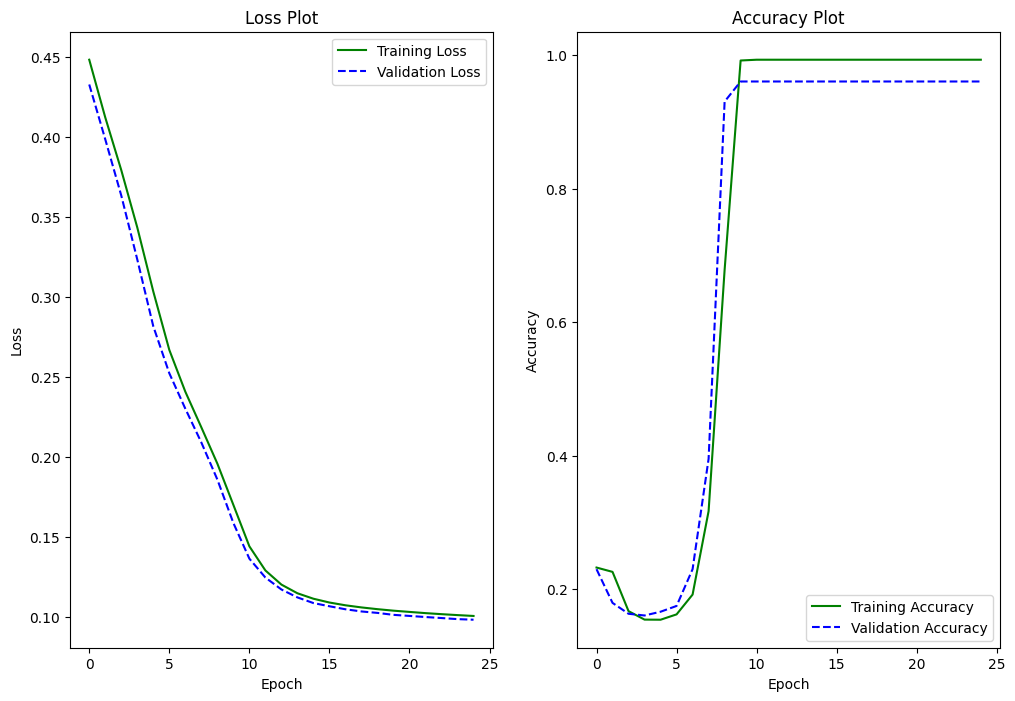 Loss Plot
Training Loss
Validation Loss
0.45
0.40
0.35
0.30
0.25
0.20
0.15
0.10
Loss
0
5
10
15
20
25
Epoch
Accuracy Plot
1.0
0.8
0.6
0.4
0.2
Accuracy
Training Accuracy
Validation Accuracy
0
5
10
15
20
25
Epoch